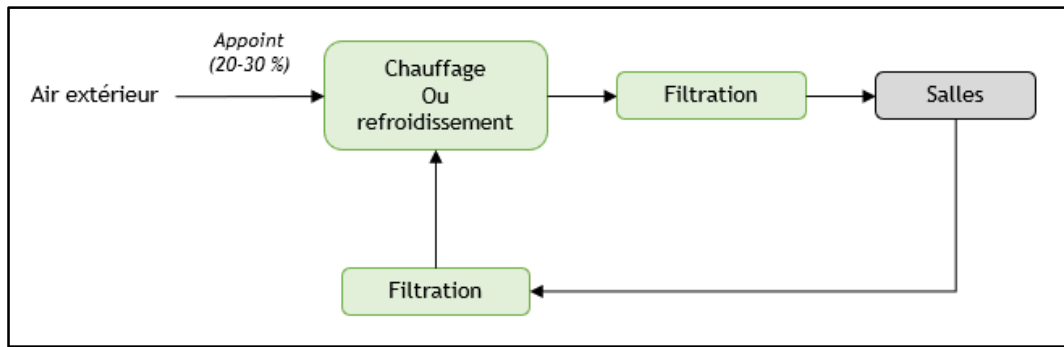 Appoint
(20-30 %)
Air extérieur
Chauffage
Ou
refroidissement
Filtration
Salles
Filtration